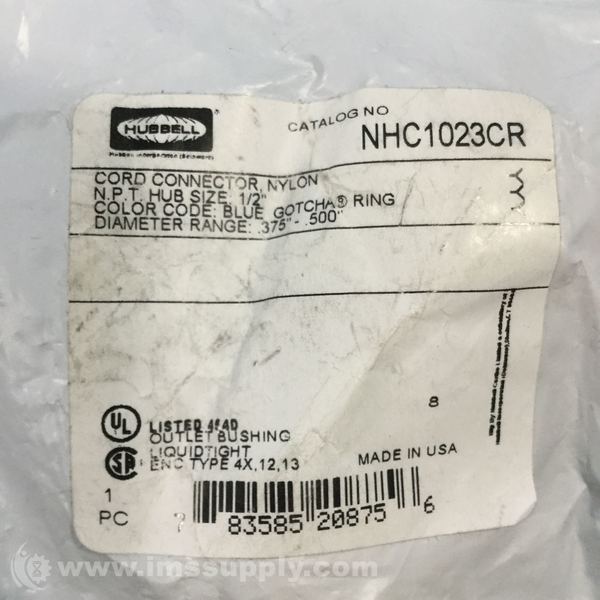 HUBBELL
CATALOG NO
NHC1023CR
CORD CONNECTOR, NYLON
N.P.T. HUB SIZE: 1/2"
COLOR CODE: BLUE GOTCHA® RING
DIAMETER RANGE: .375" - .500"
8
UL LISTED 4F4D
OUTLET BUSHING
LIQUIDTIGHT
ENC TYPE 4X,12,13
MADE IN USA
1
PC
7 83585 20875 6
www.imssupply.com